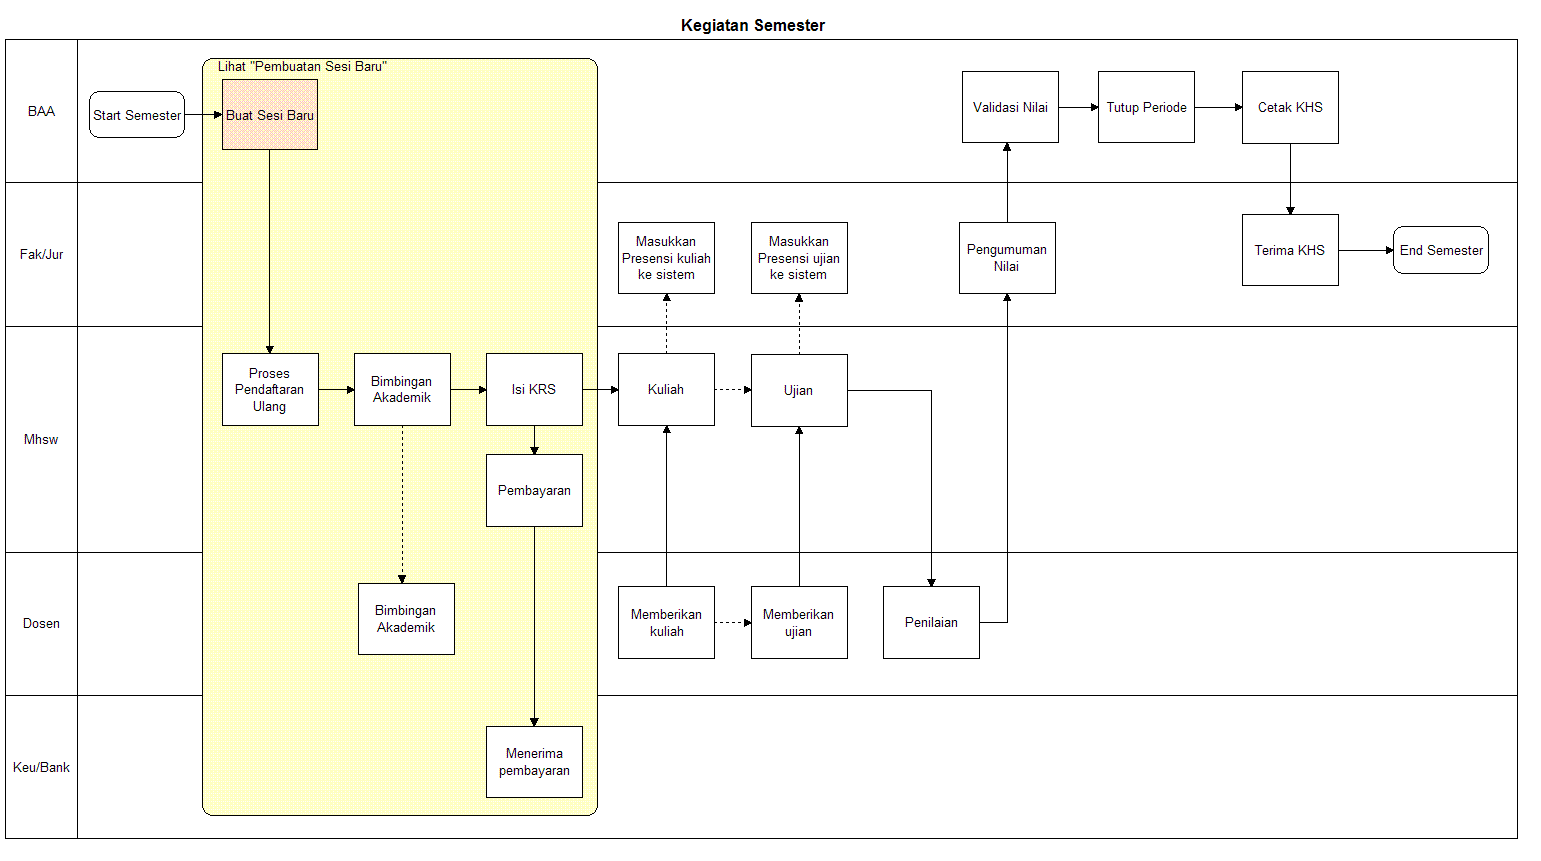 Kegiatan Semester
BAA
Start Semester
Lihat "Pembuatan Sesi Baru"
Buat Sesi Baru
Validasi Nilai
Tutup Periode
Cetak KHS
Fak/Jur
Masukkan
Presensi kuliah
ke sistem
Masukkan
Presensi ujian
ke sistem
Pengumuman
Nilai
Terima KHS
End Semester
Mhsw
Proses
Pendaftaran
Ulang
Bimbingan
Akademik
Isi KRS
Kuliah
Ujian
Pembayaran
Dosen
Bimbingan
Akademik
Memberikan
kuliah
Memberikan
ujian
Penilaian
Keu/Bank
Menerima
pembayaran